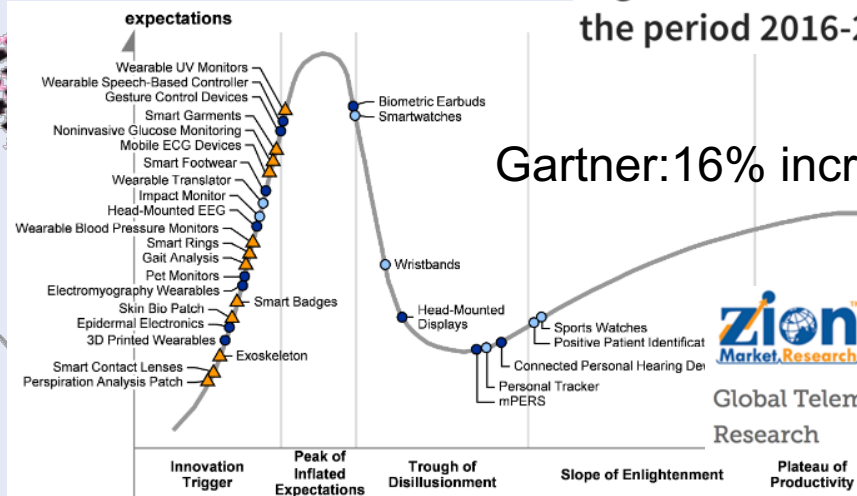 expectations
the period 2016-2
Gartner:16% incr
Wearable UV Monitors
Wearable Speech-Based Controller
Gesture Control Devices
Smart Garments
Noninvasive Glucose Monitoring
Mobile ECG Devices
Smart Footwear
Wearable Translator
Impact Monitor
Head-Mounted EEG
Wearable Blood Pressure Monitors
Smart Rings
Gait Analysis
Pet Monitors
Electromyography Wearables
Smart Badges
Skin Bio Patch
Epidermal Electronics
3D Printed Wearables
Exoskeleton
Smart Contact Lenses
Perspiration Analysis Patch
Biometric Earbuds
Smartwatches
Wristbands
Head-Mounted
Displays
Sports Watches
Positive Patient Identificat
Connected Personal Hearing Dev
Personal Tracker
mPERS
Zion
Market.Research
Global Telem
Research
Innovation
Trigger
Peak of
Inflated
Expectations
Trough of
Disillusionment
Slope of Enlightenment
Plateau of
Productivity